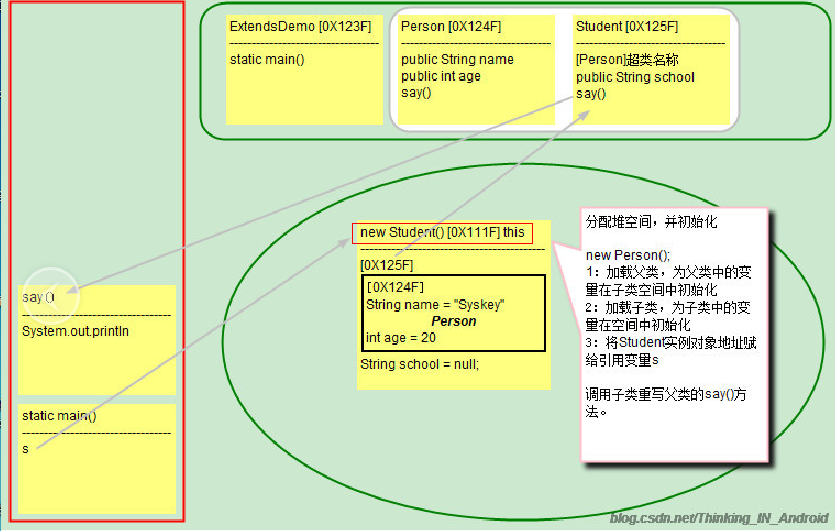 ExtendsDemo [0X123F]
static main()
Person [0X124F]
public String name
public int age
say()
Student [0X125F]
[Person]超类名称
public String school
say()
new Student() [0X111F] this
[0X125F]
[0X124F]
String name = "Syskey"
Person
int age = 20
String school = null;
分配堆空间，并初始化
new Person();
1：加载父类，为父类中的变
量在子类空间中初始化
2：加载子类，为子类中的变
量在空间中初始化
3：将Student实例对象地址赋
给引用变量s
调用子类重写父类的say()方
法。
say()
System.out.println
static main()
s
blog.csdn.net/Thinking_IN_Android